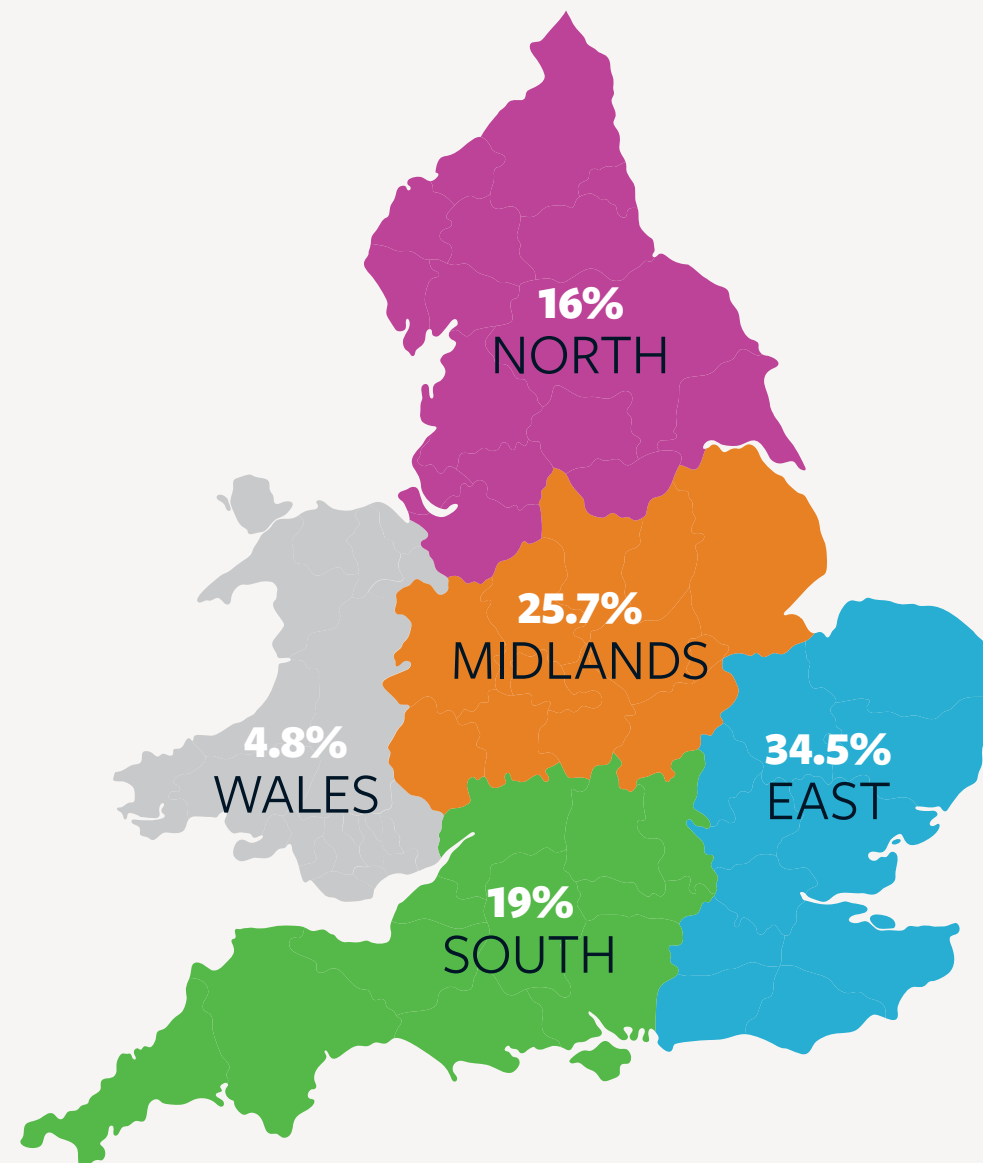 16%
NORTH
25.7%
MIDLANDS
4.8%
WALES
34.5%
EAST
19%
SOUTH